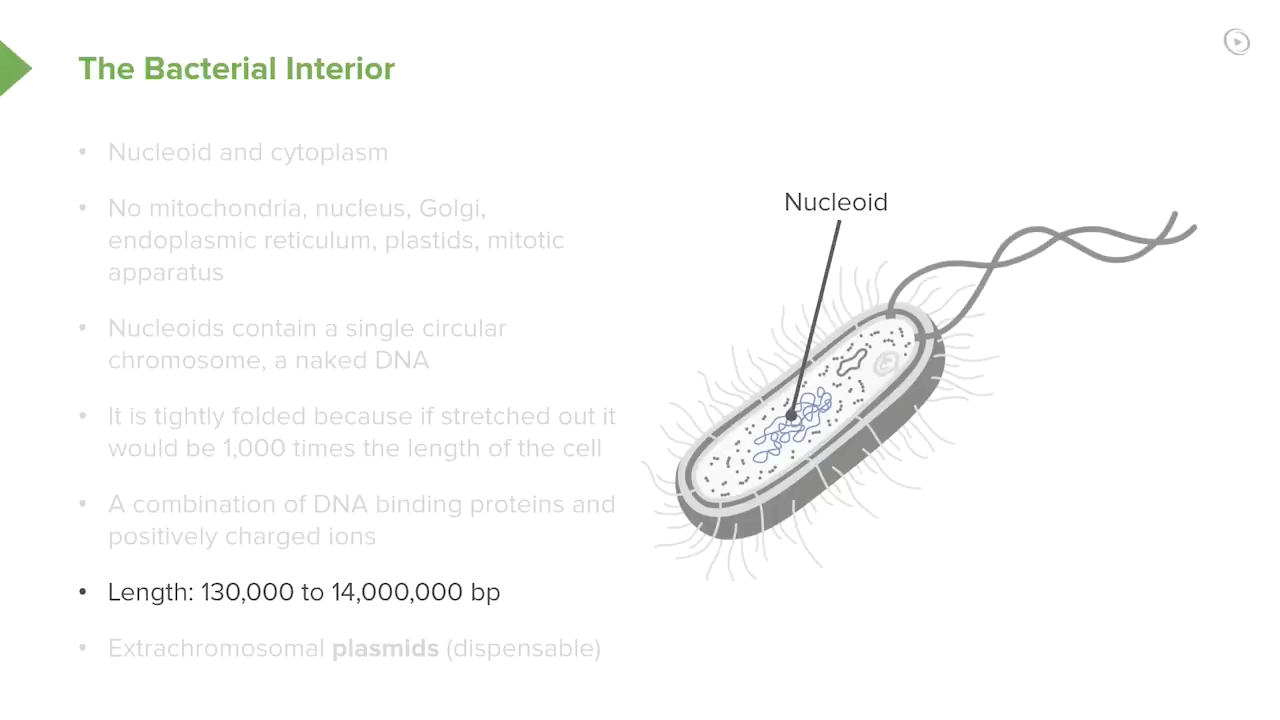 The Bacterial Interior
• Nucleoid and cytoplasm
• No mitochondria, nucleus, Golgi,
endoplasmic reticulum, plastids, mitotic
apparatus
• Nucleoids contain a single circular
chromosome, a naked DNA
• It is tightly folded because if stretched out it
would be 1,000 times the length of the cell
• A combination of DNA binding proteins and
positively charged ions
• Length: 130,000 to 14,000,000 bp
• Extrachromosomal plasmids (dispensable)
Nucleoid